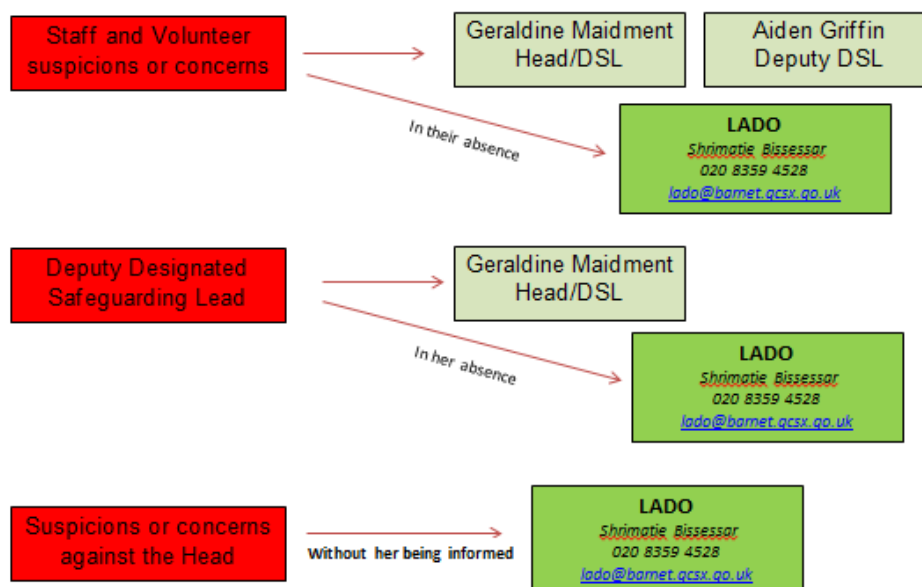 Staff and Volunteer
suspicions or concerns
Geraldine Maidment
Head/DSL
Aiden Griffin
Deputy DSL
In their absence
LADO
Shrimatie Bissessar
020 8359 4528
lado@barnet.gcsx.go.uk
Deputy Designated
Safeguarding Lead
Geraldine Maidment
Head/DSL
In her absence
LADO
Shrimatie Bissessar
020 8359 4528
lado@barnet.gcsx.go.uk
Suspicions or concerns
against the Head
Without her being informed
LADO
Shrimatie Bissessar
020 8359 4528
lado@barnet.gcsx.go.uk